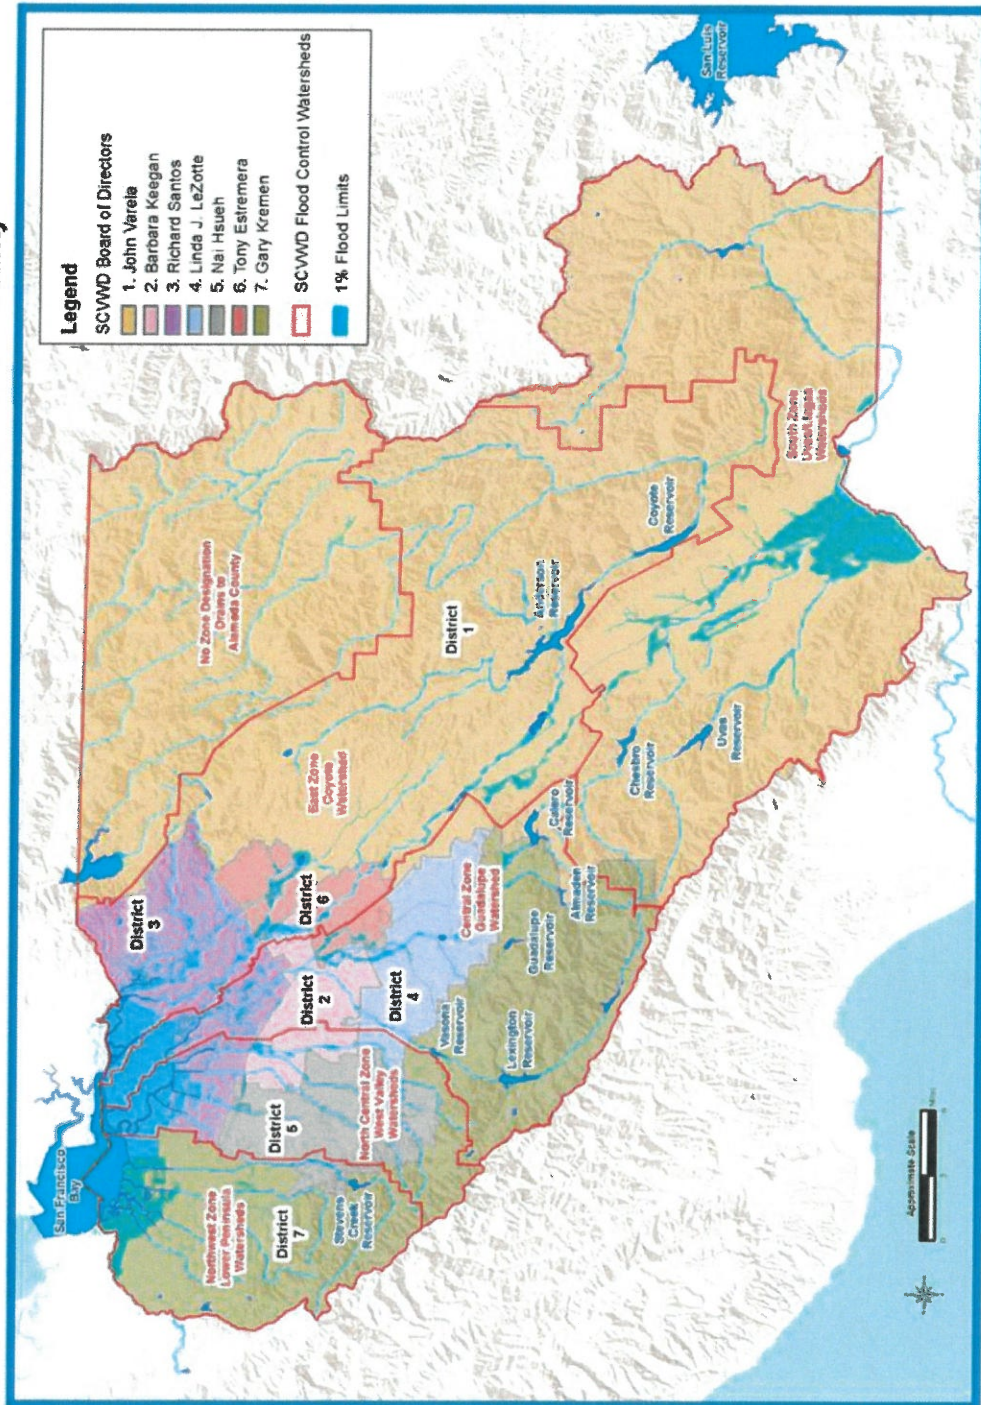 Legend
SCVWD Board of Directors
1. John Varela
2. Barbara Keegan
3. Richard Santos
4. Linda J. LeZotte
5. Nai Hsueh
6. Tony Estremera
7. Gary Kremen
SCVWD Flood Control Watersheds
1% Flood Limits
San Francisco
Bay
San Luis
Reservoir
No Zone Designation
Drains to
Alameda County
District
3
East Zone
Coyote
Watershed
District
1
Anderson
Reservoir
Coyote
Reservoir
South Zone
Uvas/Llagas
Watersheds
District
6
District
2
District
4
Central Zone
Guadalupe
Watershed
Calero
Reservoir
Chesbro
Reservoir
Uvas
Reservoir
Almaden
Reservoir
Guadalupe
Reservoir
Vasona
Reservoir
Lexington
Reservoir
District
5
North Central Zone
West Valley
Watersheds
Northwest Zone
Lower Peninsula
Watersheds
District
7
Stevens
Creek
Reservoir
Approximate Scale
0
Miles